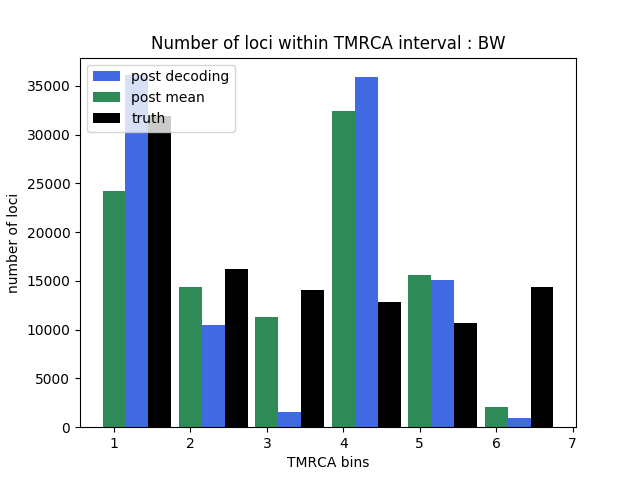 Number of loci within TMRCA interval : BW
post decoding
post mean
truth
number of loci
35000
30000
25000
20000
15000
10000
5000
0
1 2 3 4 5 6 7
TMRCA bins